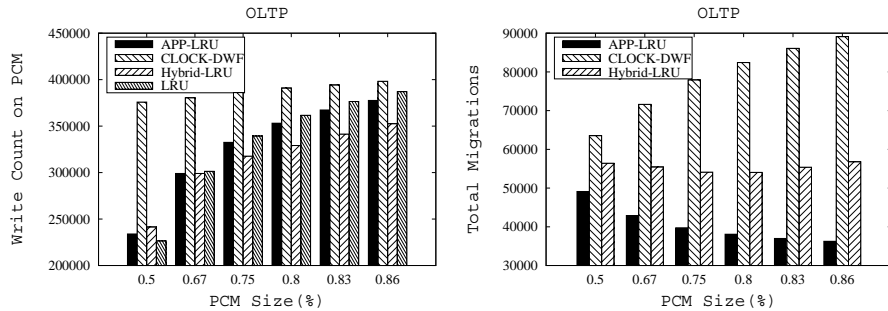 OLTP
Write Count on PCM
450000
400000
350000
300000
250000
200000
APP-LRU
CLOCK-DWF
Hybrid-LRU
LRU
0.5 0.67 0.75 0.8 0.83 0.86
PCM Size(%)
OLTP
Total Migrations
90000
80000
70000
60000
50000
40000
30000
APP-LRU
CLOCK-DWF
Hybrid-LRU
0.5 0.67 0.75 0.8 0.83 0.86
PCM Size(%)